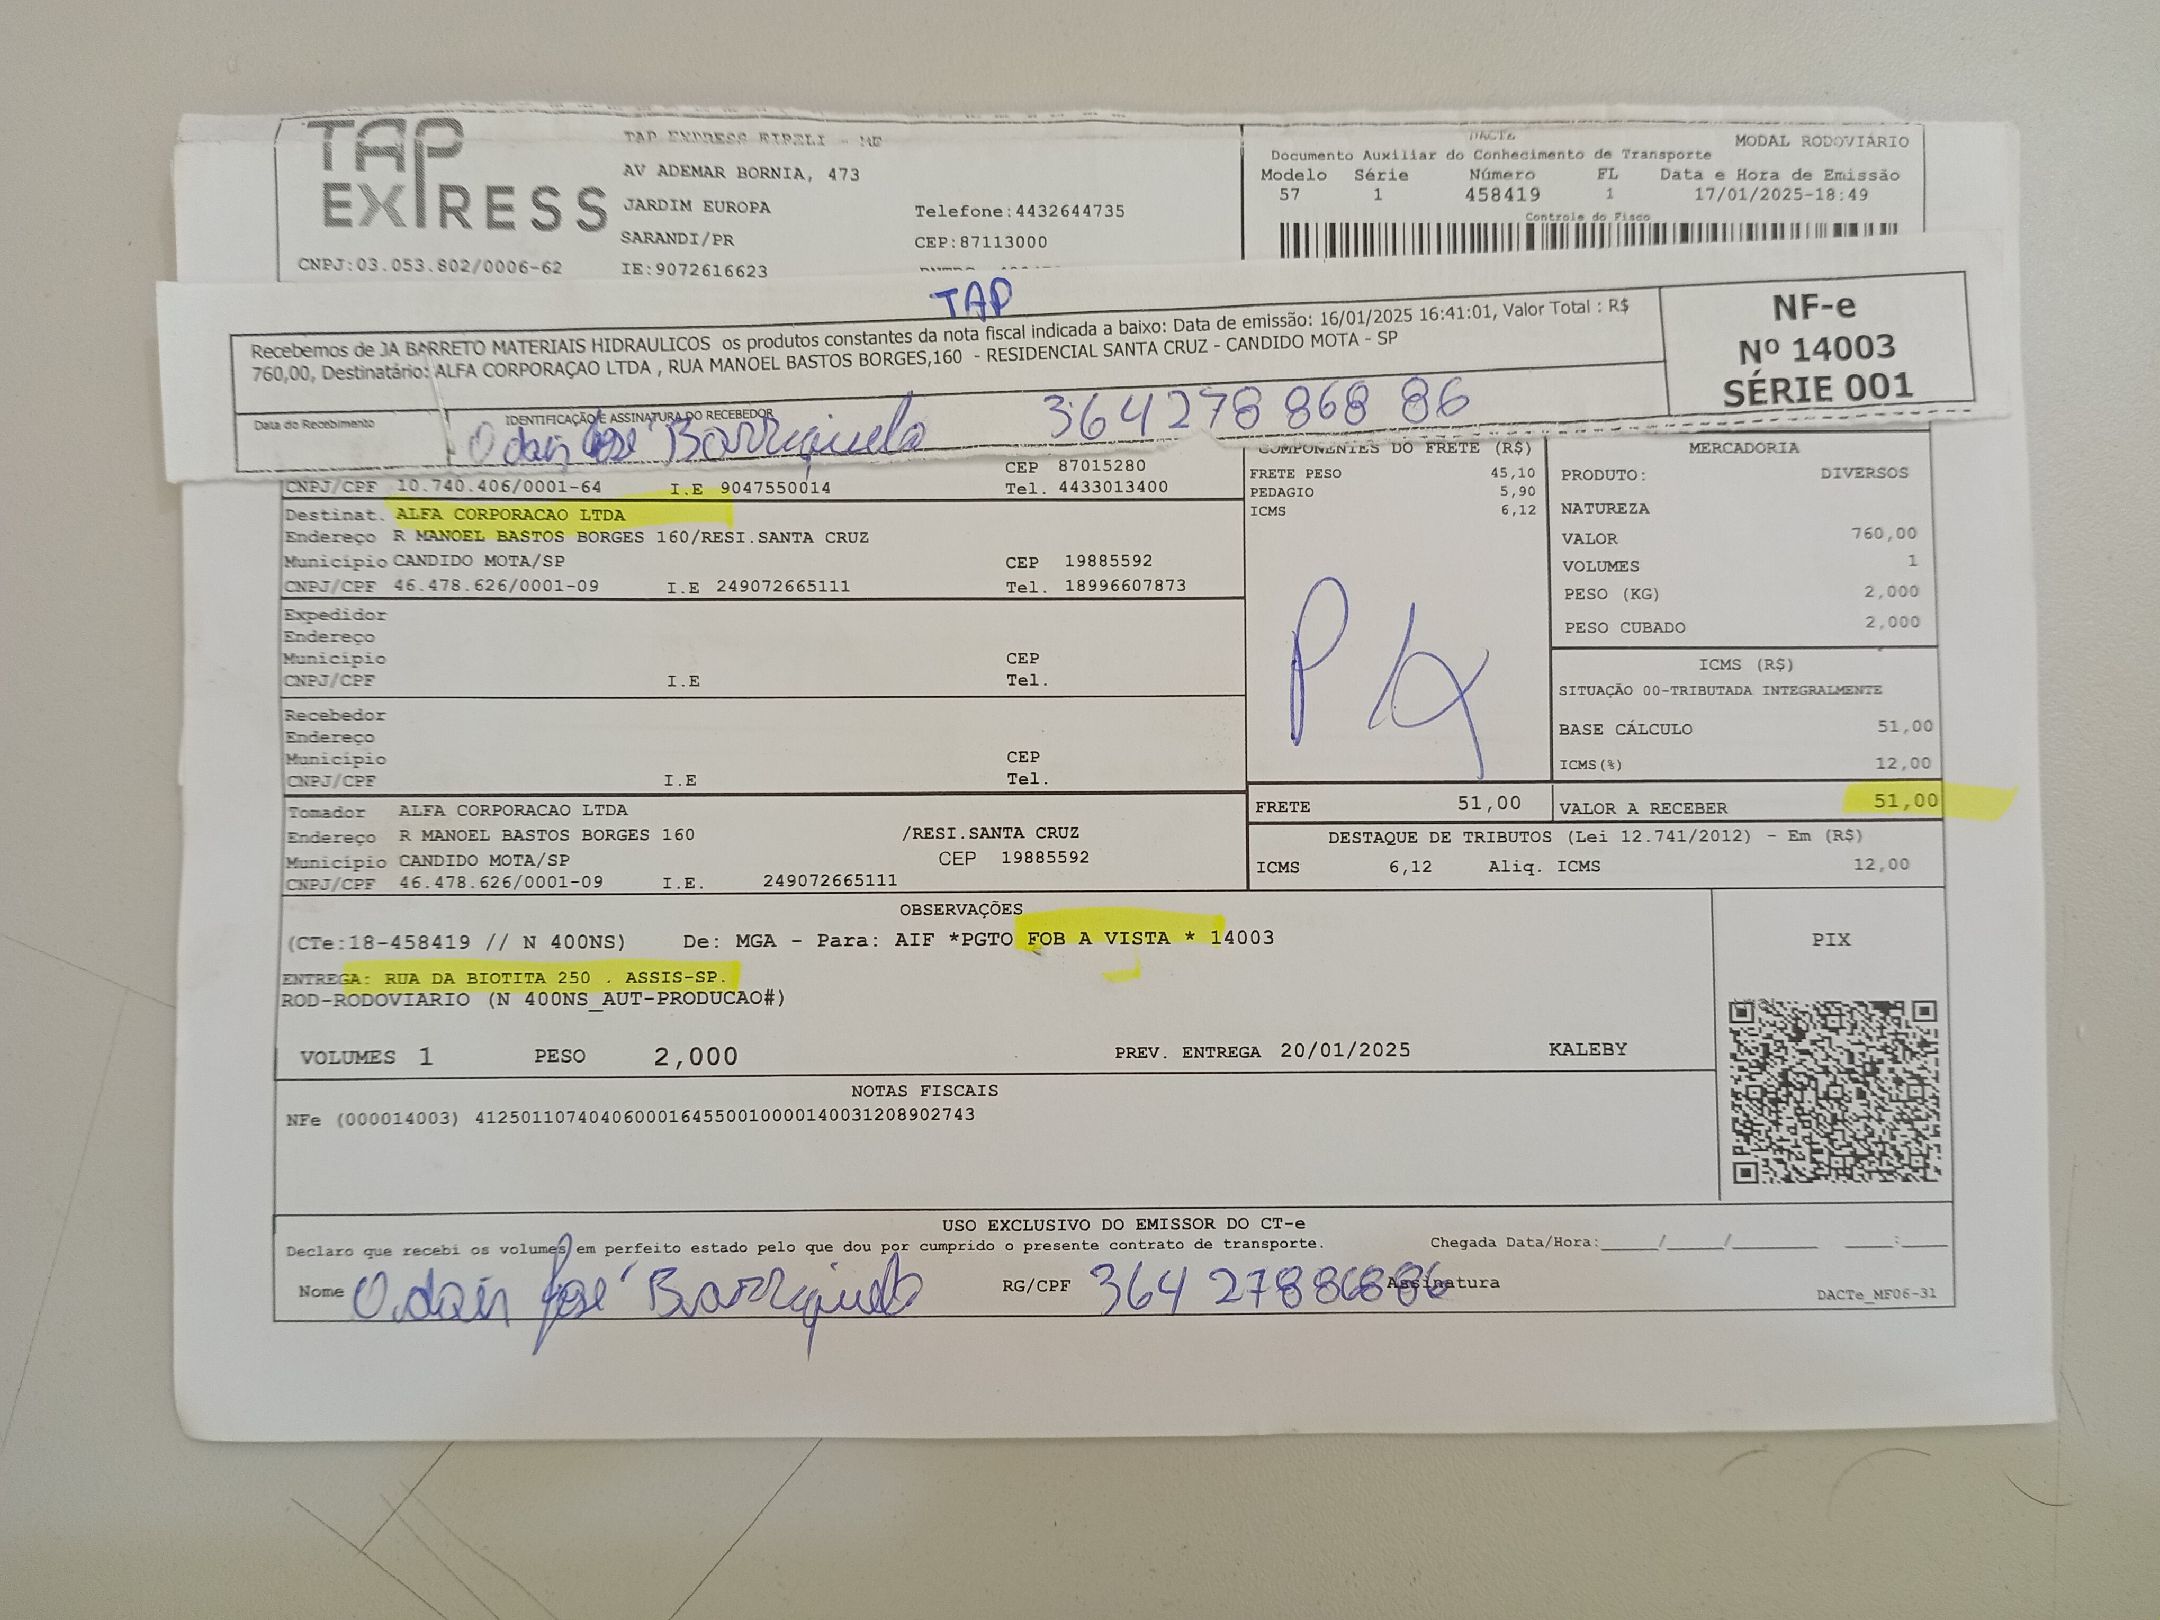 TAP EXPRESS
TAP EXPRESS EIRELI - ME
AV ADEMAR BORNIA, 473
JARDIM EUROPA
SARANDI/PR
IE:9072616623
CNPJ:03.053.802/0006-62
Telefone:4432644735
CEP:87113000
DACTe
MODAL RODOVIÁRIO
Documento Auxiliar do Conhecimento de Transporte
Modelo Série Número FL Data e Hora de Emissão
57 1 458419 1 17/01/2025-18:49
Controle do Fisco
TAP
Recebemos de JA BARRETO MATERIAIS HIDRAULICOS os produtos constantes da nota fiscal indicada a baixo: Data de emissão: 16/01/2025 16:41:01, Valor Total : R$
760,00, Destinatário: ALFA CORPORAÇAO LTDA , RUA MANOEL BASTOS BORGES,160 - RESIDENCIAL SANTA CRUZ - CANDIDO MOTA - SP
NF-e
Nº 14003
SÉRIE 001
Data do Recebimento
IDENTIFICAÇÃO E ASSINATURA DO RECEBEDOR
Odair José Barriquelo 364278 868 86
CEP 87015280
CNPJ/CPF 10.740.406/0001-64 I.E 9047550014 Tel. 4433013400
Destinat. ALFA CORPORACAO LTDA
Endereço R MANOEL BASTOS BORGES 160/RESI.SANTA CRUZ
Município CANDIDO MOTA/SP CEP 19885592
CNPJ/CPF 46.478.626/0001-09 I.E 249072665111 Tel. 18996607873
Expedidor
Endereço
Município CEP
CNPJ/CPF I.E Tel.
Recebedor
Endereço
Município CEP
CNPJ/CPF I.E Tel.
Tomador ALFA CORPORACAO LTDA
Endereço R MANOEL BASTOS BORGES 160 /RESI.SANTA CRUZ
Município CANDIDO MOTA/SP CEP 19885592
CNPJ/CPF 46.478.626/0001-09 I.E. 249072665111
COMPONENTES DO FRETE (R$)
FRETE PESO 45,10
PEDAGIO 5,90
ICMS 6,12
FRETE 51,00
MERCADORIA
PRODUTO: DIVERSOS
NATUREZA
VALOR 760,00
VOLUMES 1
PESO (KG) 2,000
PESO CUBADO 2,000
ICMS (R$)
SITUAÇÃO 00-TRIBUTADA INTEGRALMENTE
BASE CÁLCULO 51,00
ICMS(%) 12,00
VALOR A RECEBER 51,00
DESTAQUE DE TRIBUTOS (Lei 12.741/2012) - Em (R$)
ICMS 6,12 Aliq. ICMS 12,00
OBSERVAÇÕES
(CTe:18-458419 // N 400NS) De: MGA - Para: AIF *PGTO FOB A VISTA * 14003
ENTREGA: RUA DA BIOTITA 250 . ASSIS-SP.
ROD-RODOVIARIO (N 400NS_AUT-PRODUCAO#)
PIX
VOLUMES 1 PESO 2,000 PREV. ENTREGA 20/01/2025 KALEBY
NOTAS FISCAIS
NFe (000014003) 41250110740406000164550010000140031208902743
USO EXCLUSIVO DO EMISSOR DO CT-e
Declaro que recebi os volumes em perfeito estado pelo que dou por cumprido o presente contrato de transporte. Chegada Data/Hora:_____/_____/________ ____:____
Nome Odair José Barriquelo RG/CPF 364 27886886 Assinatura
DACTe_MF06-31